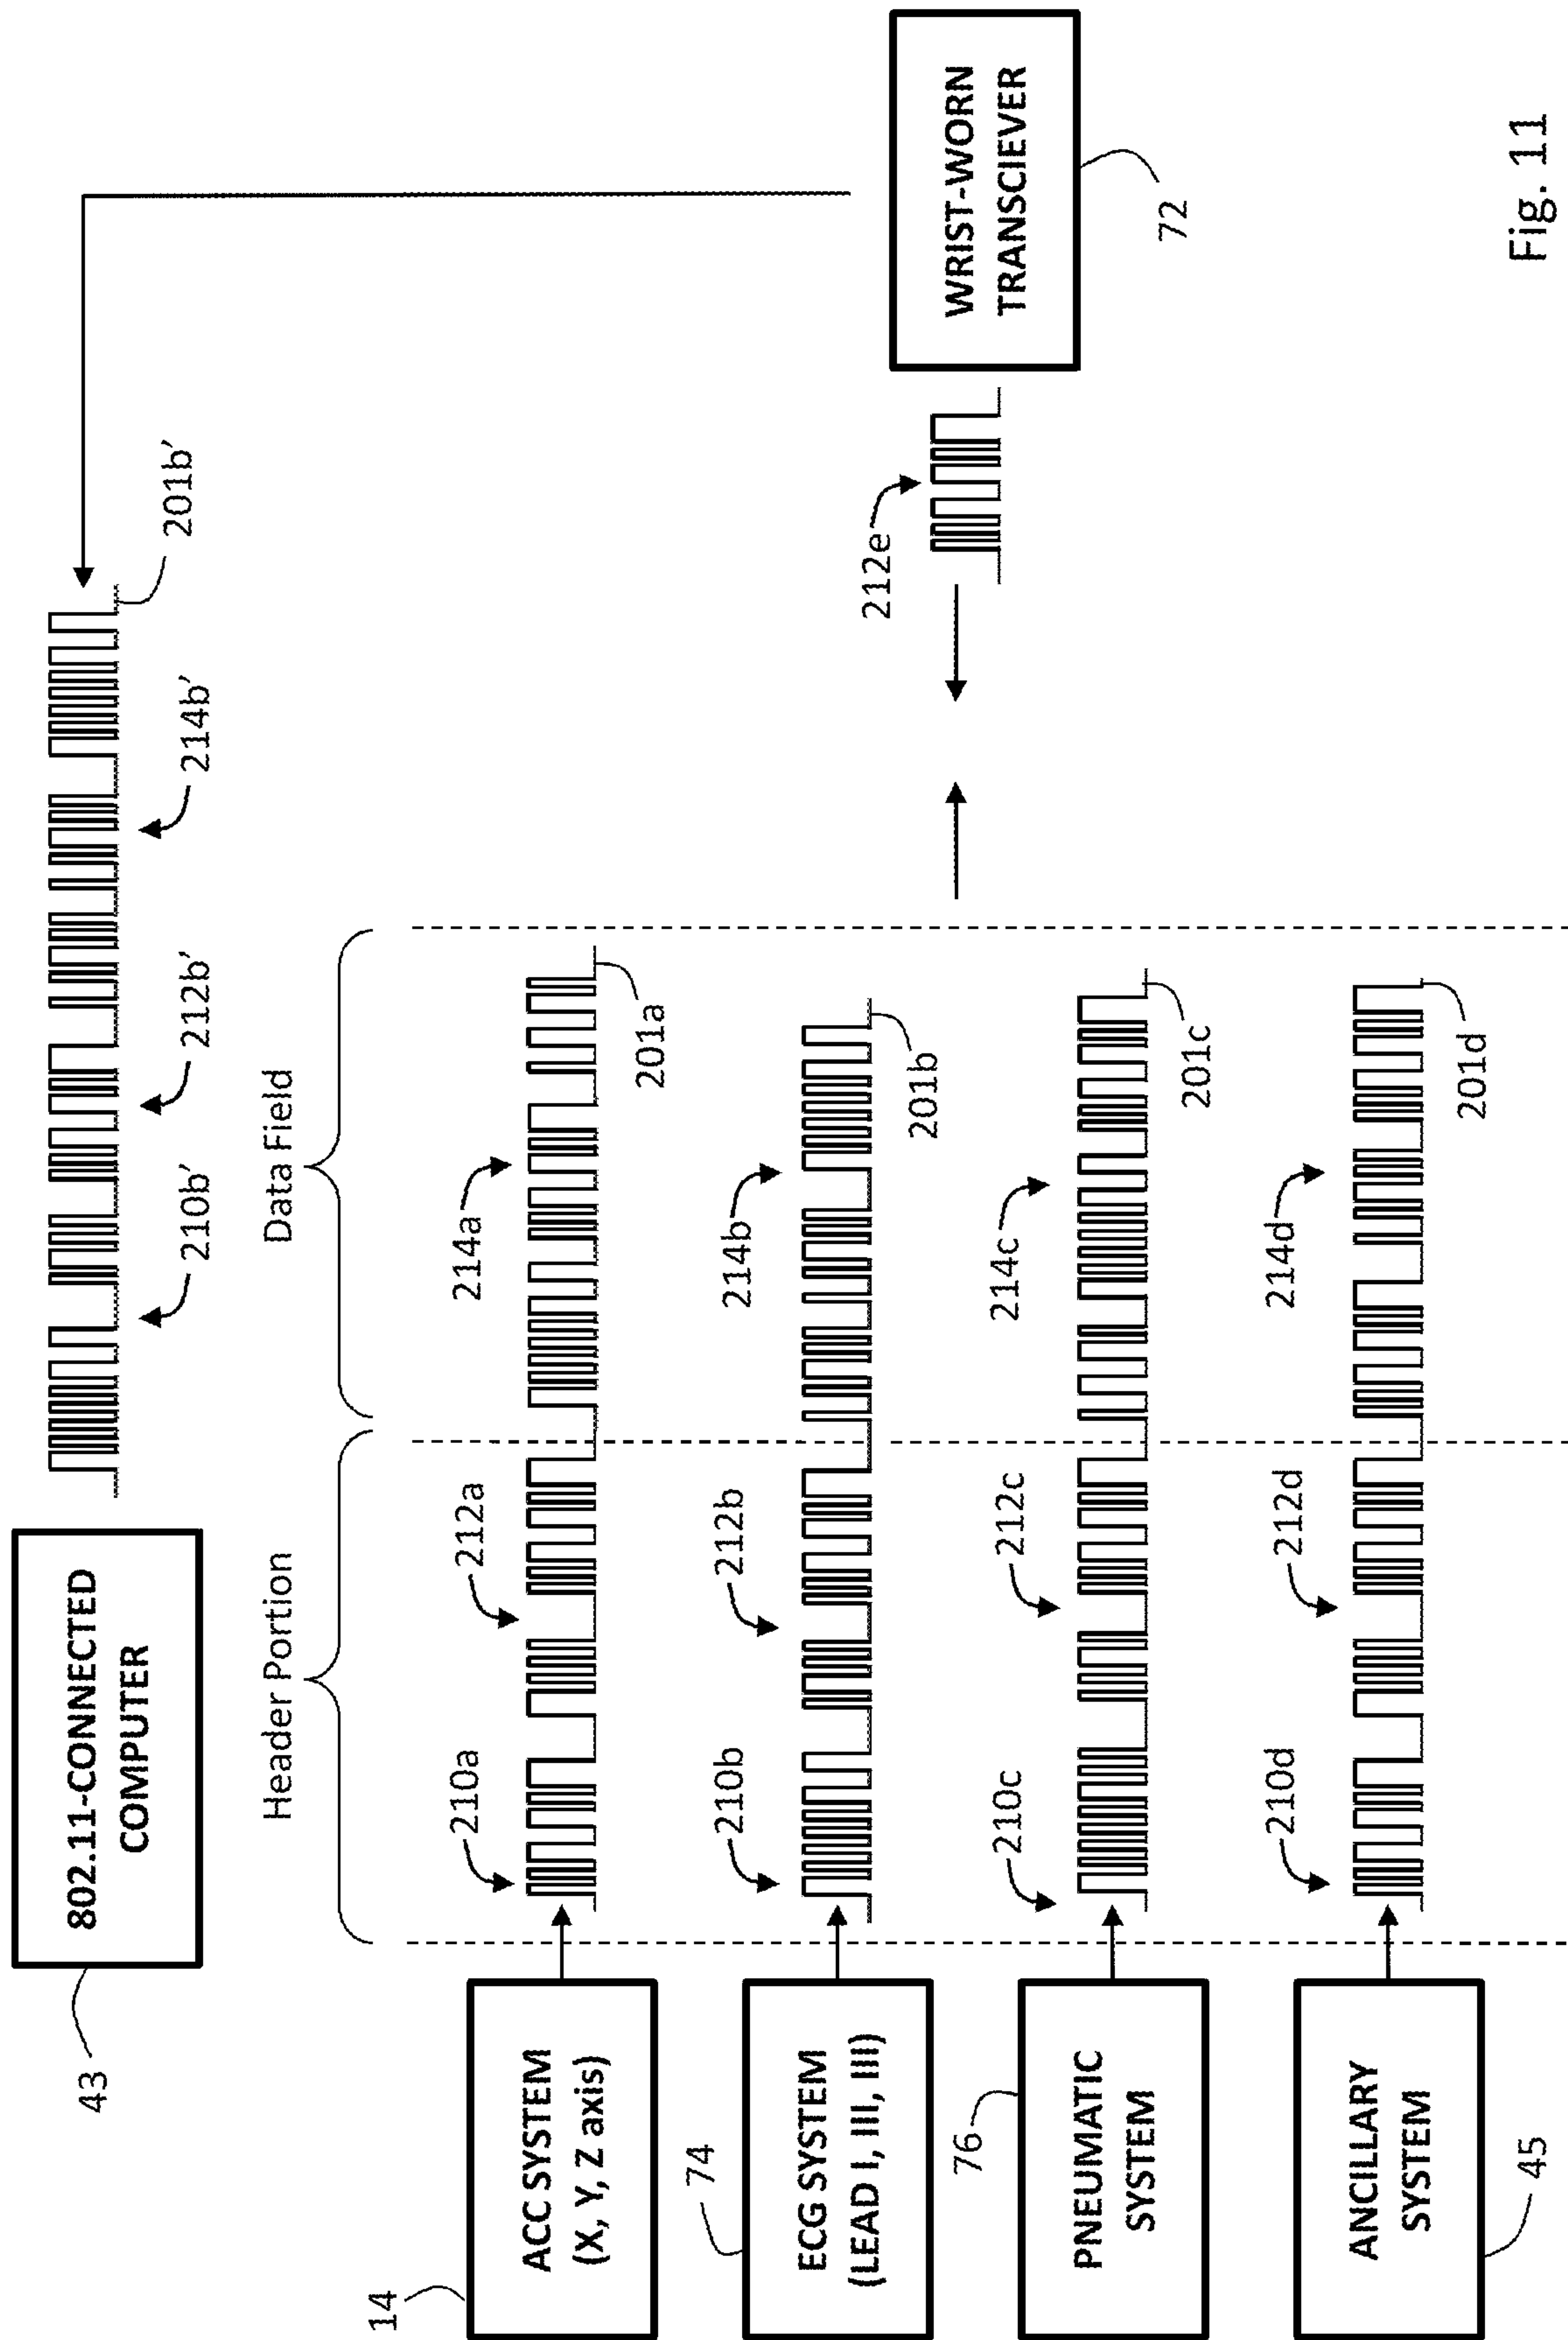 43
802.11-CONNECTED
COMPUTER
210b'
212b'
214b'
201b'
Header Portion
Data Field
14
ACC SYSTEM
(X, Y, Z axis)
210a
212a
214a
201a
74
ECG SYSTEM
(LEAD I, III, III)
210b
212b
214b
201b
212e
WRIST-WORN
TRANSCIEVER
72
76
PNEUMATIC
SYSTEM
210c
212c
214c
201c
ANCILLARY
SYSTEM
45
210d
212d
214d
201d
Fig. 11